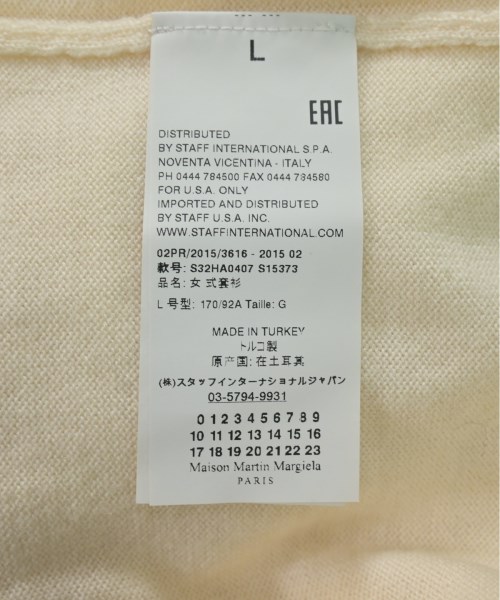 L
EAC
DISTRIBUTED
BY STAFF INTERNATIONAL S.P.A.
NOVENTA VICENTINA - ITALY
PH 0444 784500 FAX 0444 784580
FOR U.S.A. ONLY
IMPORTED AND DISTRIBUTED
BY STAFF U.S.A. INC.
WWW.STAFFINTERNATIONAL.COM
02PR/2015/3616 - 2015 02
款号: S32HA0407 S15373
品名: 女 式套衫
L 号型: 170/92A Taille: G
MADE IN TURKEY
トルコ製
原产国: 在土耳其
(株)スタッフインターナショナルジャパン
03-5794-9931
0 1 2 3 4 5 6 7 8 9
10 11 12 13 14 15 16
17 18 19 20 21 22 23
Maison Martin Margiela
PARIS